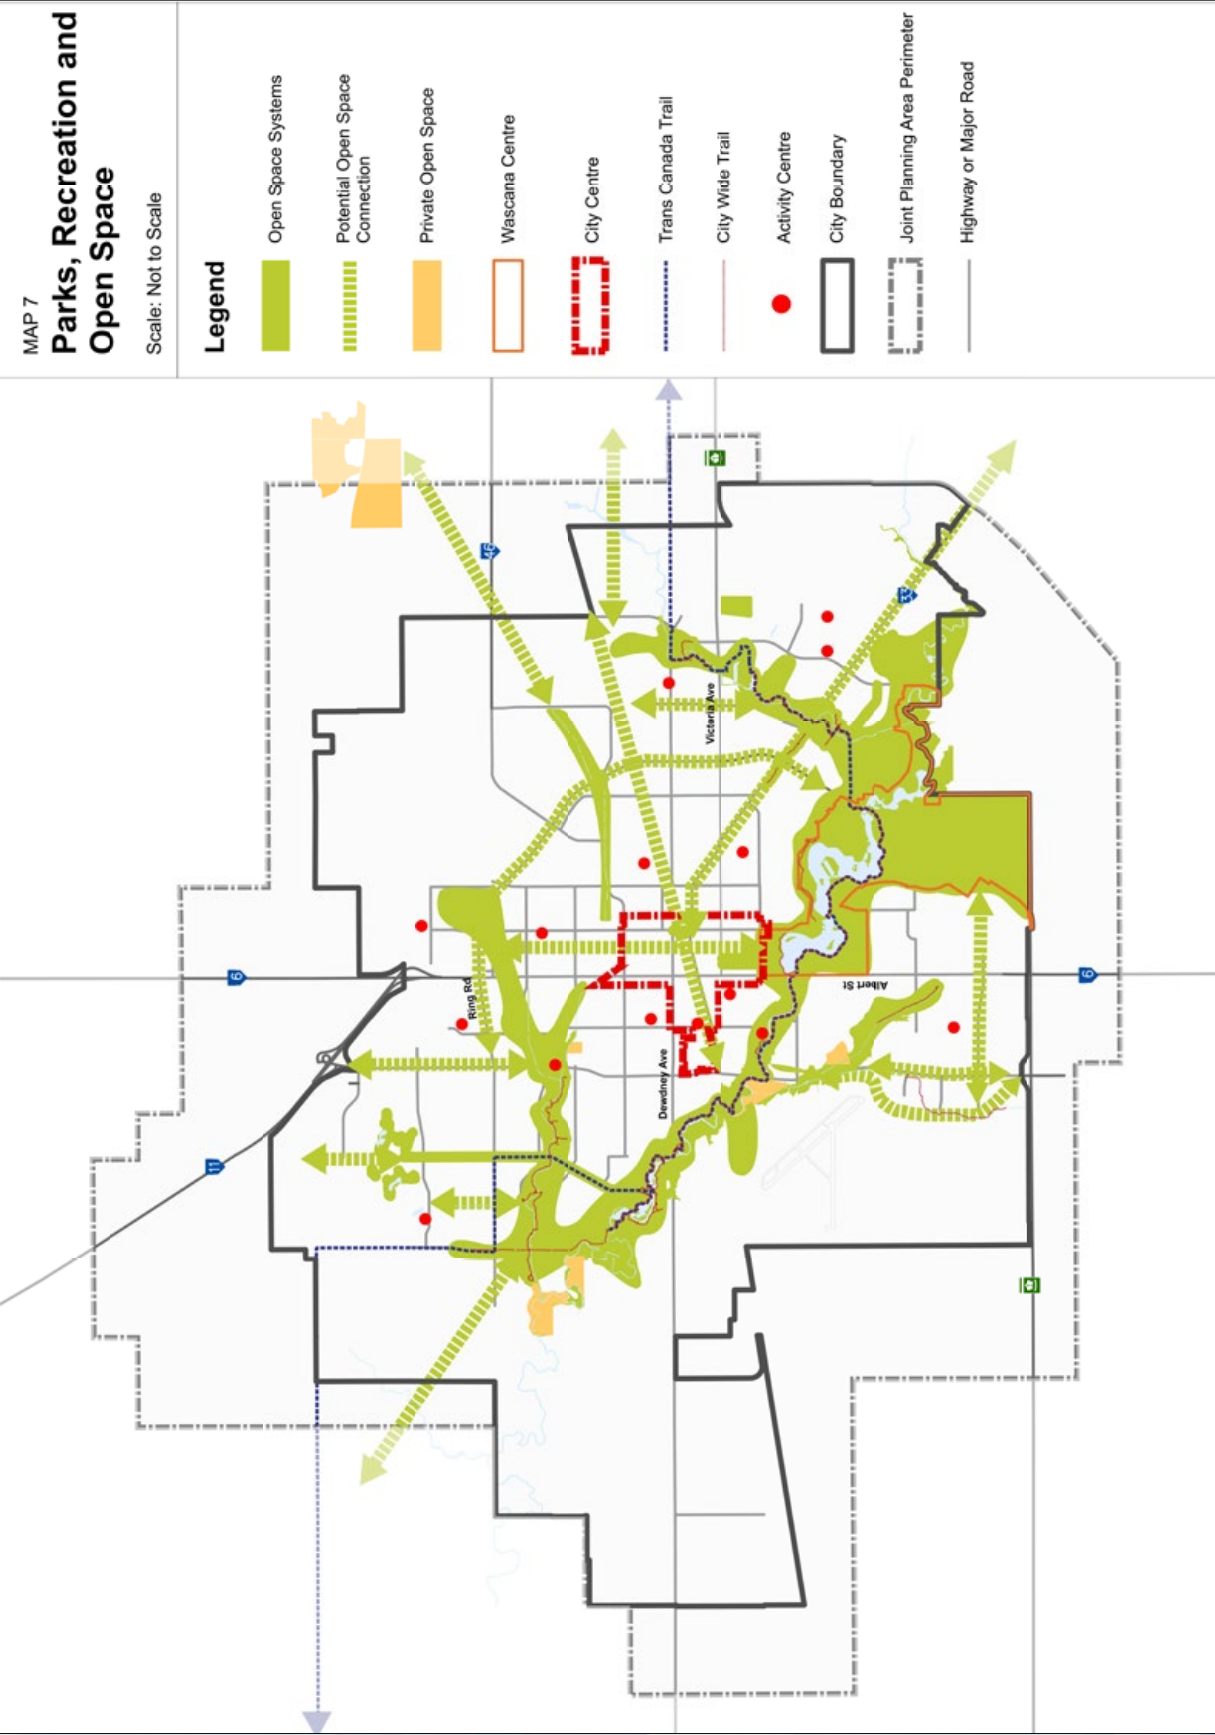 MAP 7
Parks, Recreation and
Open Space
Scale: Not to Scale
Legend
Open Space Systems
Potential Open Space
Connection
Private Open Space
Wascana Centre
City Centre
Trans Canada Trail
City Wide Trail
Activity Centre
City Boundary
Joint Planning Area Perimeter
Highway or Major Road
46
33
6
6
11
1
1
Victoria Ave
Albert St
Ring Rd
Dewdney Ave